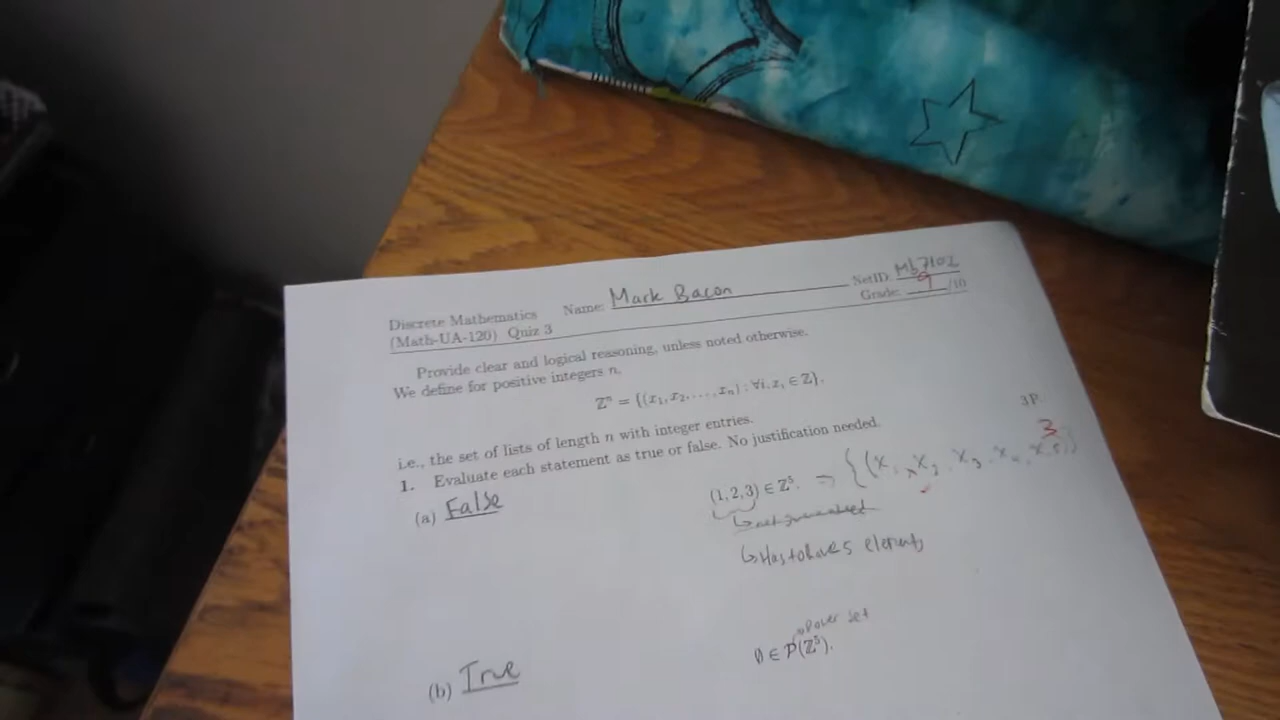 Discrete Mathematics Name: Mark Bacon NetID: Mb7102
(Math-UA-120) Quiz 3 Grade: 9/10
Provide clear and logical reasoning, unless noted otherwise.
We define for positive integers n,
Zⁿ = {(x₁, x₂, ..., xₙ) : ∀i, xᵢ ∈ Z},
i.e., the set of lists of length n with integer entries.
3P
3
1. Evaluate each statement as true or false. No justification needed.
(a) False
(1, 2, 3) ∈ Z⁵. → {(x₁, x₂, x₃, x₄, x₅)}
↳ not guaranteed
↳ Has to have 5 elements
→ Power set
(b) True
∅ ∈ P(Z⁵).